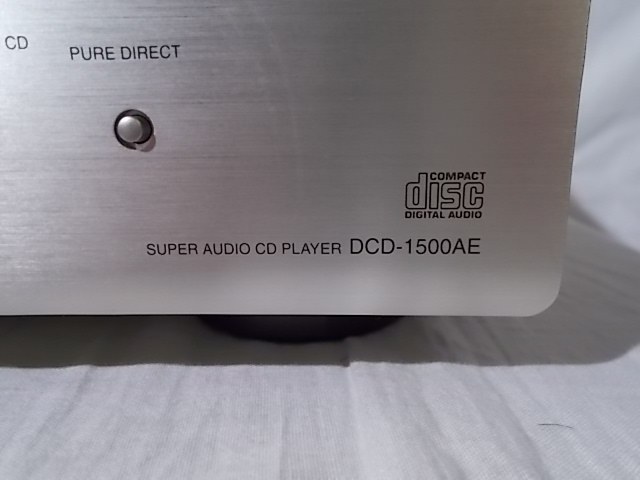 CD
PURE DIRECT
COMPACT
disc
DIGITAL AUDIO
SUPER AUDIO CD PLAYER DCD-1500AE